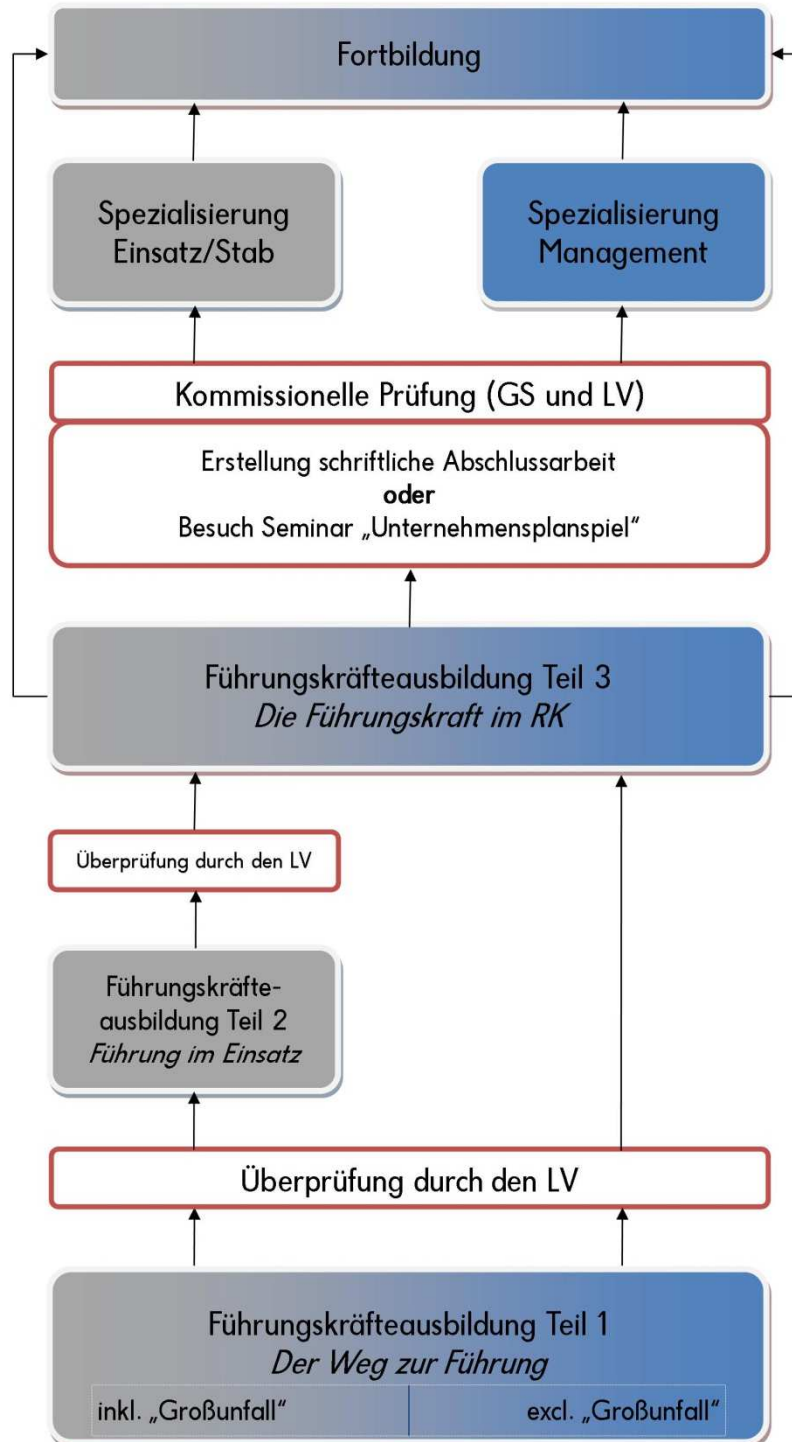 Fortbildung
Spezialisierung
Einsatz/Stab
Spezialisierung
Management
Kommissionelle Prüfung (GS und LV)
Erstellung schriftliche Abschlussarbeit
oder
Besuch Seminar „Unternehmensplanspiel“
Führungskräfteausbildung Teil 3
Die Führungskraft im RK
Überprüfung durch den LV
Führungskräfte-
ausbildung Teil 2
Führung im Einsatz
Überprüfung durch den LV
Führungskräfteausbildung Teil 1
Der Weg zur Führung
inkl. „Großunfall“
excl. „Großunfall“